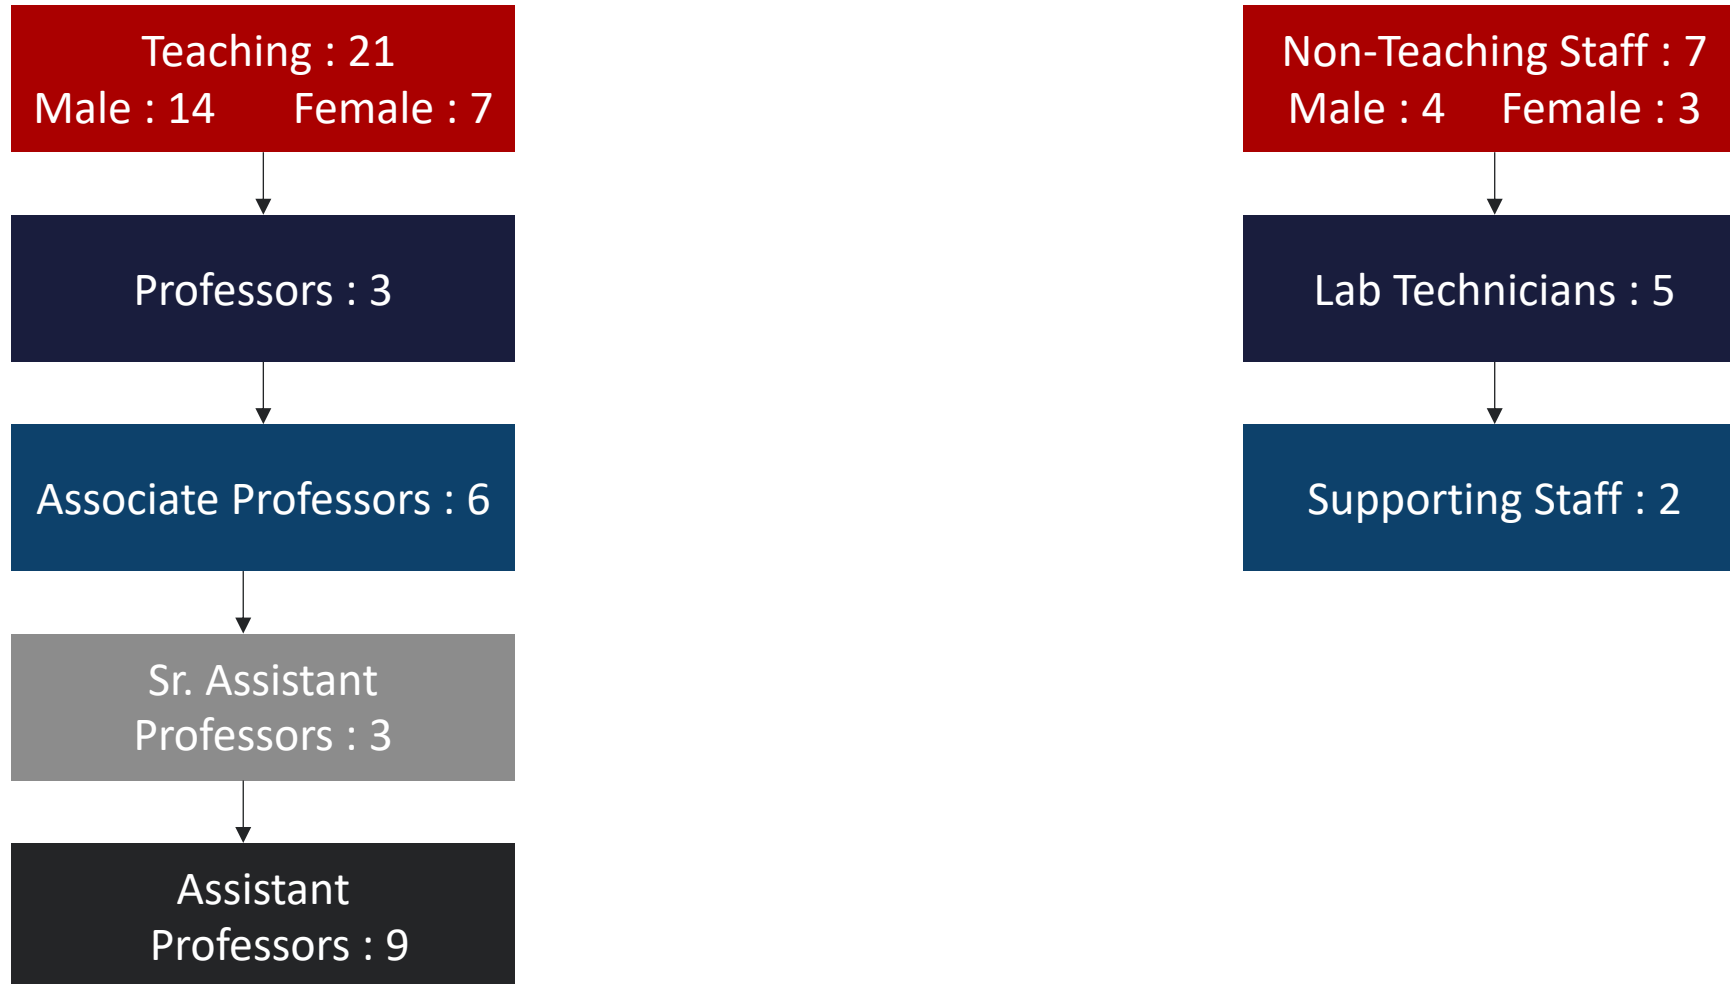 Teaching : 21
Male : 14 Female : 7
Professors : 3
Associate Professors : 6
Sr. Assistant
Professors : 3
Assistant
Professors : 9
Non-Teaching Staff : 7
Male : 4 Female : 3
Lab Technicians : 5
Supporting Staff : 2